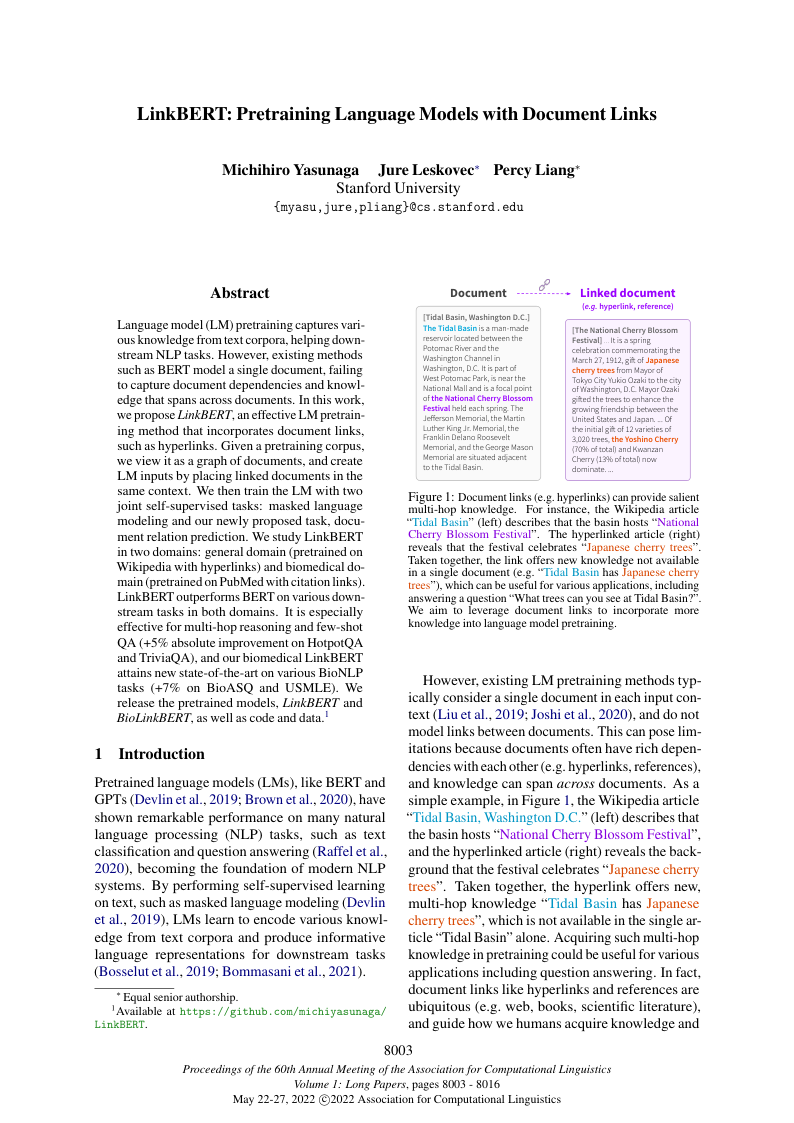 LinkBERT: Pretraining Language Models with Document Links
Michihiro Yasunaga Jure Leskovec* Percy Liang*
Stanford University
{myasu,jure,pliang}@cs.stanford.edu
Abstract
Language model (LM) pretraining captures vari-
ous knowledge from text corpora, helping down-
stream NLP tasks. However, existing methods
such as BERT model a single document, failing
to capture document dependencies and knowl-
edge that spans across documents. In this work,
we propose LinkBERT, an effective LM pretrain-
ing method that incorporates document links,
such as hyperlinks. Given a pretraining corpus,
we view it as a graph of documents, and create
LM inputs by placing linked documents in the
same context. We then train the LM with two
joint self-supervised tasks: masked language
modeling and our newly proposed task, docu-
ment relation prediction. We study LinkBERT
in two domains: general domain (pretrained on
Wikipedia with hyperlinks) and biomedical do-
main (pretrained on PubMed with citation links).
LinkBERT outperforms BERT on various down-
stream tasks in both domains. It is especially
effective for multi-hop reasoning and few-shot
QA (+5% absolute improvement on HotpotQA
and TriviaQA), and our biomedical LinkBERT
attains new state-of-the-art on various BioNLP
tasks (+7% on BioASQ and USMLE). We
release the pretrained models, LinkBERT and
BioLinkBERT, as well as code and data.1
1 Introduction
Pretrained language models (LMs), like BERT and
GPTs (Devlin et al., 2019; Brown et al., 2020), have
shown remarkable performance on many natural
language processing (NLP) tasks, such as text
classification and question answering (Raffel et al.,
2020), becoming the foundation of modern NLP
systems. By performing self-supervised learning
on text, such as masked language modeling (Devlin
et al., 2019), LMs learn to encode various knowl-
edge from text corpora and produce informative
language representations for downstream tasks
(Bosselut et al., 2019; Bommasani et al., 2021).
* Equal senior authorship.
1Available at https://github.com/michiyasunaga/
LinkBERT.
Document
Linked document
(e.g. hyperlink, reference)
[Tidal Basin, Washington D.C.]
The Tidal Basin is a man-made
reservoir located between the
Potomac River and the
Washington Channel in
Washington, D.C. It is part of
West Potomac Park, is near the
National Mall and is a focal point
of the National Cherry Blossom
Festival held each spring. The
Jefferson Memorial, the Martin
Luther King Jr. Memorial, the
Franklin Delano Roosevelt
Memorial, and the George Mason
Memorial are situated adjacent
to the Tidal Basin.
[The National Cherry Blossom
Festival] ... It is a spring
celebration commemorating the
March 27, 1912, gift of Japanese
cherry trees from Mayor of
Tokyo City Yukio Ozaki to the city
of Washington, D.C. Mayor Ozaki
gifted the trees to enhance the
growing friendship between the
United States and Japan. ... Of
the initial gift of 12 varieties of
3,020 trees, the Yoshino Cherry
(70% of total) and Kwanzan
Cherry (13% of total) now
dominate. ...
Figure 1: Document links (e.g. hyperlinks) can provide salient
multi-hop knowledge. For instance, the Wikipedia article
“Tidal Basin” (left) describes that the basin hosts “National
Cherry Blossom Festival”. The hyperlinked article (right)
reveals that the festival celebrates “Japanese cherry trees”.
Taken together, the link offers new knowledge not available
in a single document (e.g. “Tidal Basin has Japanese cherry
trees”), which can be useful for various applications, including
answering a question “What trees can you see at Tidal Basin?”.
We aim to leverage document links to incorporate more
knowledge into language model pretraining.
However, existing LM pretraining methods typ-
ically consider a single document in each input con-
text (Liu et al., 2019; Joshi et al., 2020), and do not
model links between documents. This can pose lim-
itations because documents often have rich depen-
dencies with each other (e.g. hyperlinks, references),
and knowledge can span across documents. As a
simple example, in Figure 1, the Wikipedia article
“Tidal Basin, Washington D.C.” (left) describes that
the basin hosts “National Cherry Blossom Festival”,
and the hyperlinked article (right) reveals the back-
ground that the festival celebrates “Japanese cherry
trees”. Taken together, the hyperlink offers new,
multi-hop knowledge “Tidal Basin has Japanese
cherry trees”, which is not available in the single ar-
ticle “Tidal Basin” alone. Acquiring such multi-hop
knowledge in pretraining could be useful for various
applications including question answering. In fact,
document links like hyperlinks and references are
ubiquitous (e.g. web, books, scientific literature),
and guide how we humans acquire knowledge and
8003
Proceedings of the 60th Annual Meeting of the Association for Computational Linguistics
Volume 1: Long Papers, pages 8003 - 8016
May 22-27, 2022 ©2022 Association for Computational Linguistics